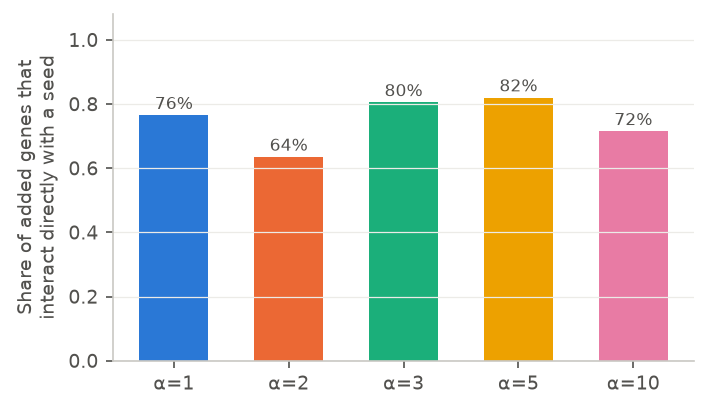 Share of added genes that
interact directly with a seed
1.0
0.8
0.6
0.4
0.2
0.0
76%
64%
80%
82%
72%
α=1
α=2
α=3
α=5
α=10